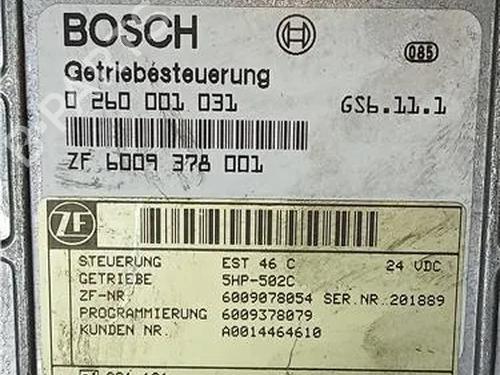 BOSCH
085
Getriebesteuerung
0 260 001 031
GS6.11.1
ZF 6009 378 001
ZF
STEUERUNG EST 46 C 24 VDC
GETRIEBE 5HP-502C
ZF-NR. 6009078054 SER.NR.201889
PROGRAMMIERUNG 6009378079
KUNDEN NR. A0014464610